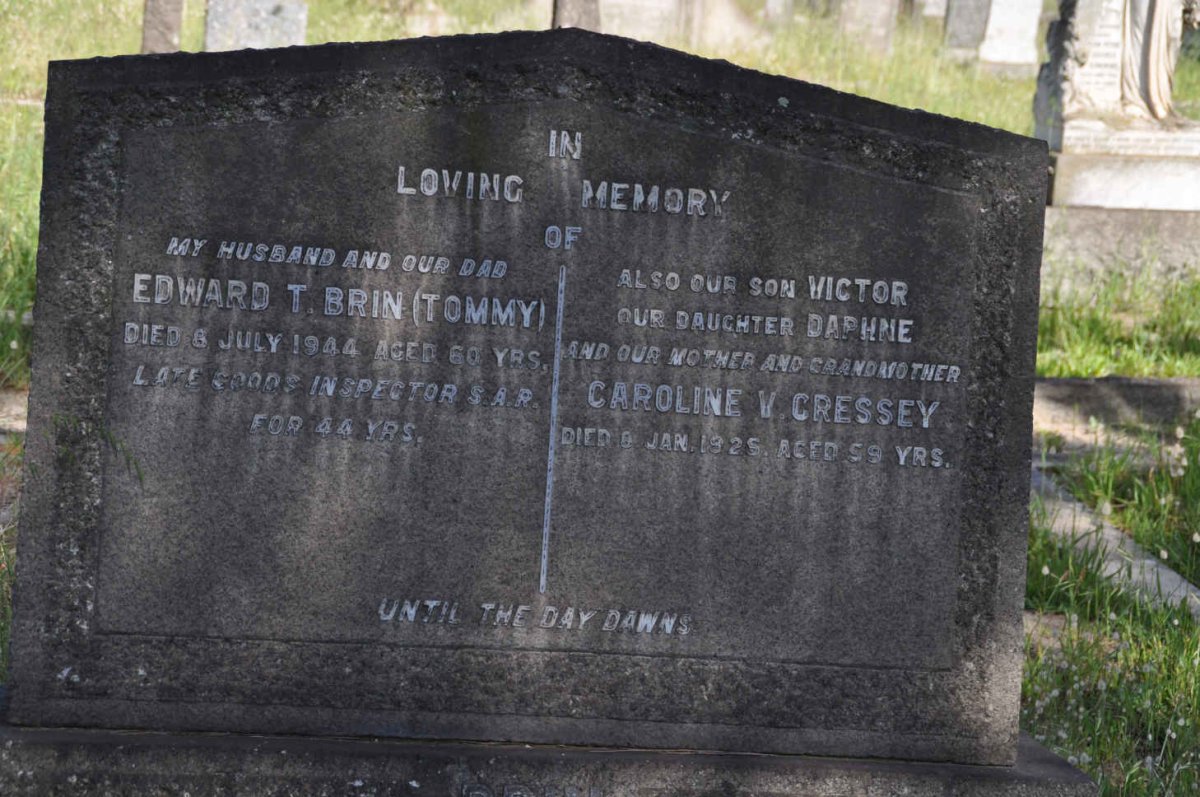 IN
LOVING MEMORY
OF
MY HUSBAND AND OUR DAD
EDWARD T. BRIN (TOMMY)
DIED 8 JULY 1944 AGED 60 YRS.
LATE GOODS INSPECTOR S.A.R.
FOR 44 YRS.
ALSO OUR SON VICTOR
OUR DAUGHTER DAPHNE
AND OUR MOTHER AND GRANDMOTHER
CAROLINE V. CRESSEY
DIED 6 JAN. 1925. AGED 59 YRS.
UNTIL THE DAY DAWNS